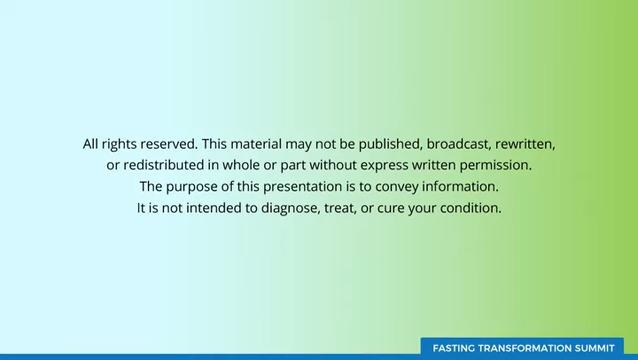 All rights reserved. This material may not be published, broadcast, rewritten,
or redistributed in whole or part without express written permission.
The purpose of this presentation is to convey information.
It is not intended to diagnose, treat, or cure your condition.
FASTING TRANSFORMATION SUMMIT